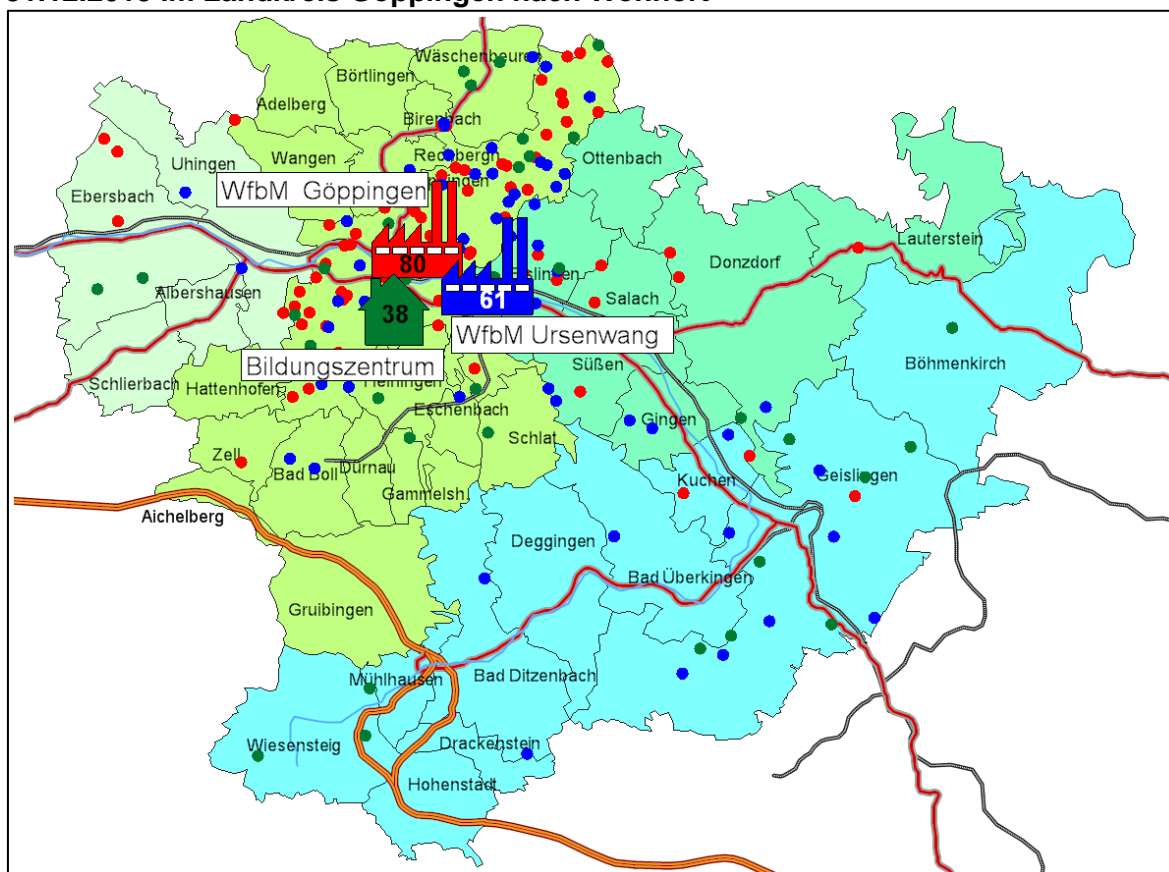 Wäschenbeuren
Börtlingen
Adelberg
Birenbach
Rechbergh
Ottenbach
Wangen
Uhingen
Ebersbach
WfbM Göppingen
Lauterstein
Donzdorf
80
Albershausen
Salach
61
38
WfbM Ursenwang
Böhmenkirch
Süßen
Bildungszentrum
Schlierbach
Hattenhofen
Eschenbach
Gingen
Schlat
Zell
Bad Boll
Dürnau
Geislingen
Kuchen
Gammelsh.
Aichelberg
Deggingen
Bad Überkingen
Gruibingen
Mühlhausen
Bad Ditzenbach
Wiesensteig
Drackenstein
Hohenstadt